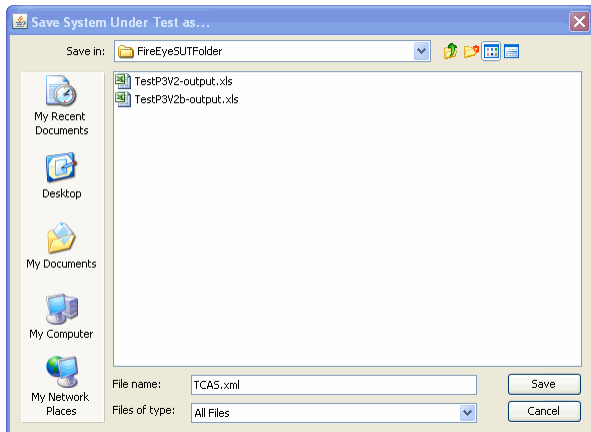 Save System Under Test as...
Save in: FireEyeSUTFolder
TestP3V2-output.xls
TestP3V2b-output.xls
My Recent
Documents
Desktop
My Documents
My Computer
My Network
Places
File name: TCAS.xml Save
Files of type: All Files Cancel